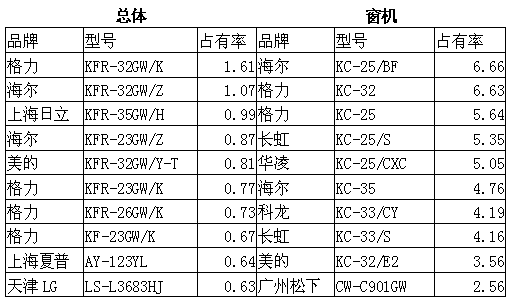 总体 窗机
品牌 型号 占有率 品牌 型号 占有率
格力 KFR-32GW/K 1.61 海尔 KC-25/BF 6.66
海尔 KFR-32GW/Z 1.07 格力 KC-32 6.63
上海日立 KFR-35GW/H 0.99 格力 KC-25 5.64
海尔 KFR-23GW/Z 0.87 长虹 KC-25/S 5.35
美的 KFR-32GW/Y-T 0.81 华凌 KC-25/CXC 5.05
格力 KFR-23GW/K 0.77 海尔 KC-35 4.76
格力 KFR-26GW/K 0.73 科龙 KC-33/CY 4.19
格力 KF-23GW/K 0.67 长虹 KC-33/S 4.16
上海夏普 AY-123YL 0.64 美的 KC-32/E2 3.56
天津LG LS-L3683HJ 0.63 广州松下 CW-C901GW 2.56